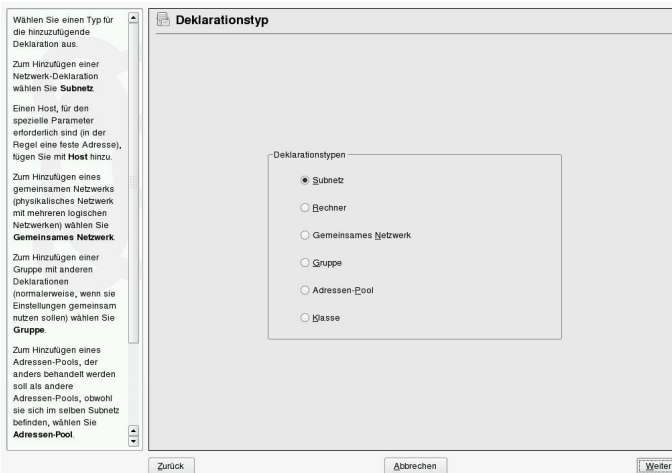 Wählen Sie einen Typ für
die hinzuzufügende
Deklaration aus.
Zum Hinzufügen einer
Netzwerk-Deklaration
wählen Sie Subnetz.
Einen Host, für den
spezielle Parameter
erforderlich sind (in der
Regel eine feste Adresse),
fügen Sie mit Host hinzu.
Zum Hinzufügen eines
gemeinsamen Netzwerks
(physikalisches Netzwerk
mit mehreren logischen
Netzwerken) wählen Sie
Gemeinsames Netzwerk.
Zum Hinzufügen einer
Gruppe mit anderen
Deklarationen
(normalerweise, wenn sie
Einstellungen gemeinsam
nutzen sollen) wählen Sie
Gruppe.
Zum Hinzufügen eines
Adressen-Pools, der
anders behandelt werden
soll als andere
Adressen-Pools, obwohl
sie sich im selben Subnetz
befinden, wählen Sie
Adressen-Pool.
Deklarationstyp
Deklarationstypen
Subnetz
Rechner
Gemeinsames Netzwerk
Gruppe
Adressen-Pool
Klasse
Zurück
Abbrechen
Weiter